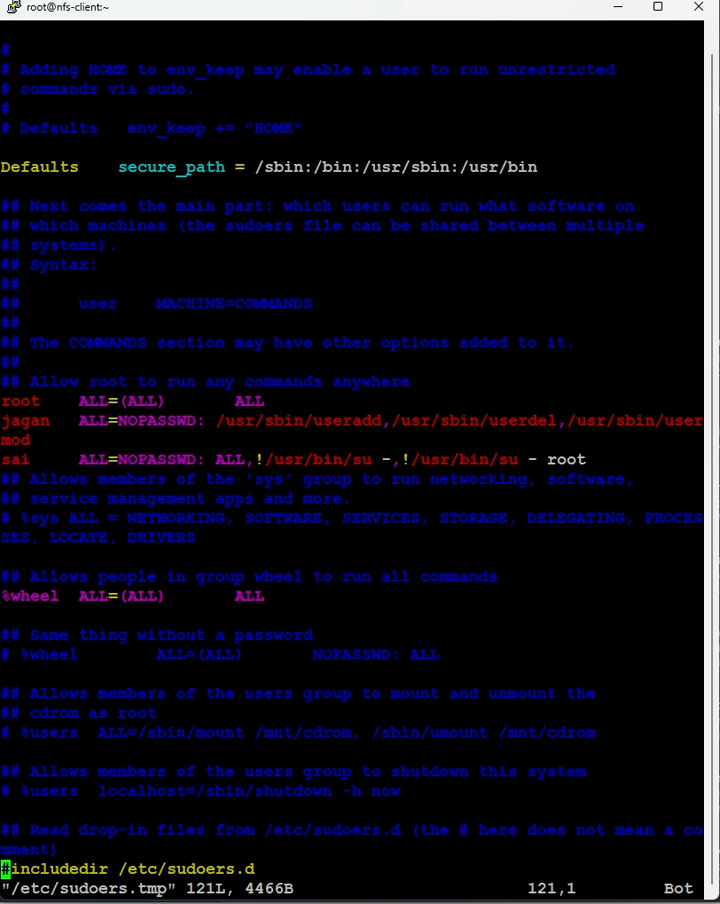 root@nfs-client:~
#
# Adding HOME to env_keep may enable a user to run unrestricted
# commands via sudo.
#
# Defaults   env_keep += "HOME"
Defaults    secure_path = /sbin:/bin:/usr/sbin:/usr/bin
## Next comes the main part: which users can run what software on
## which machines (the sudoers file can be shared between multiple
## systems).
## Syntax:
##
##      user    MACHINE=COMMANDS
##
## The COMMANDS section may have other options added to it.
##
## Allow root to run any commands anywhere
root    ALL=(ALL)       ALL
jagan   ALL=NOPASSWD: /usr/sbin/useradd,/usr/sbin/userdel,/usr/sbin/user
mod
sai     ALL=NOPASSWD: ALL,!/usr/bin/su -,!/usr/bin/su - root
## Allows members of the 'sys' group to run networking, software,
## service management apps and more.
# %sys ALL = NETWORKING, SOFTWARE, SERVICES, STORAGE, DELEGATING, PROCES
SES, LOCATE, DRIVERS
## Allows people in group wheel to run all commands
%wheel  ALL=(ALL)       ALL
## Same thing without a password
# %wheel        ALL=(ALL)       NOPASSWD: ALL
## Allows members of the users group to mount and unmount the
## cdrom as root
# %users  ALL=/sbin/mount /mnt/cdrom, /sbin/umount /mnt/cdrom
## Allows members of the users group to shutdown this system
# %users  localhost=/sbin/shutdown -h now
## Read drop-in files from /etc/sudoers.d (the # here does not mean a co
mment)
#includedir /etc/sudoers.d
"/etc/sudoers.tmp" 121L, 4466B                        121,1         Bot